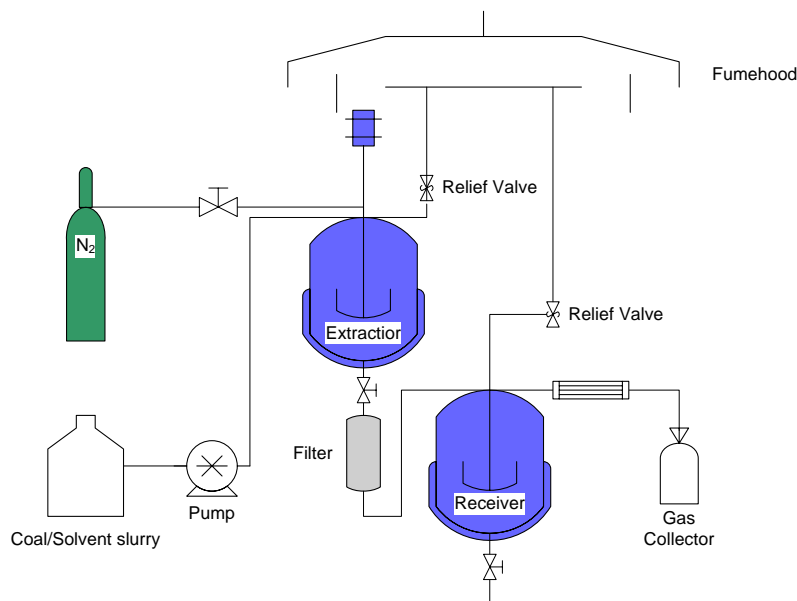 Fumehood
Relief Valve
N₂
Relief Valve
Extractior
Filter
Receiver
Pump
Coal/Solvent slurry
Gas
Collector